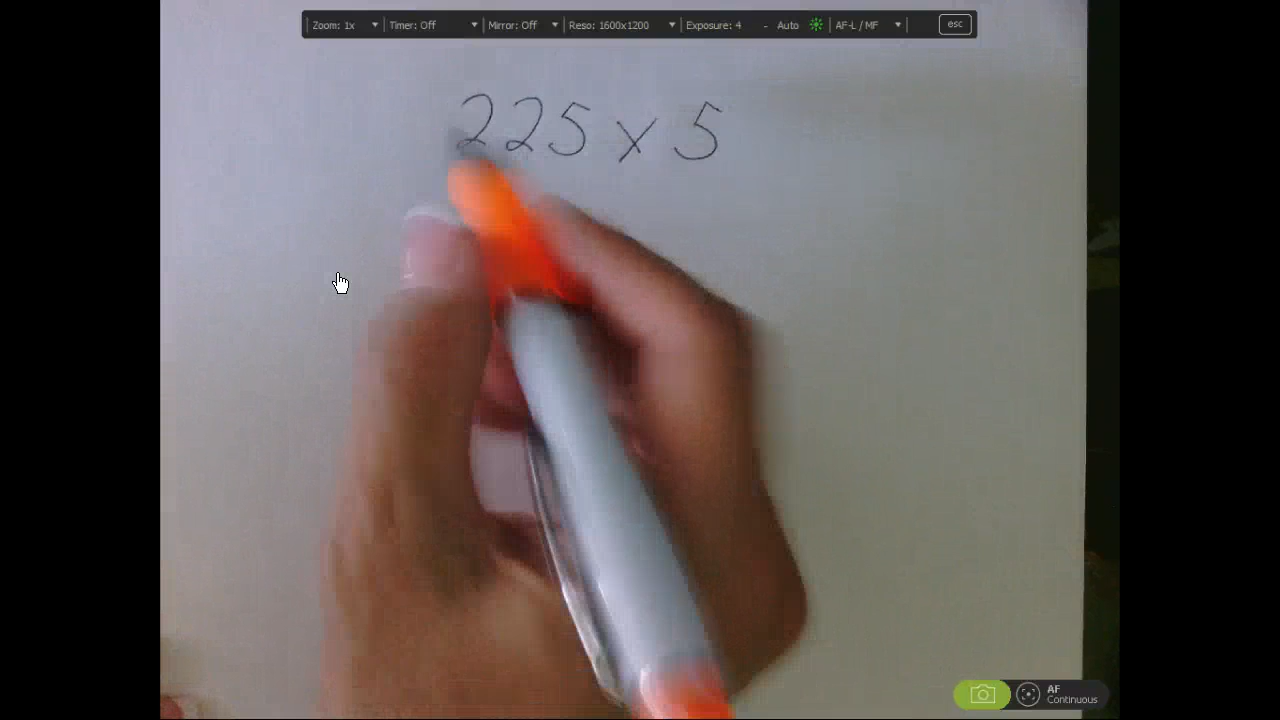 Zoom: 1x Timer: Off Mirror: Off Reso: 1600x1200 Exposure: 4 - Auto AF-L / MF esc
225 x 5
AF
Continuous